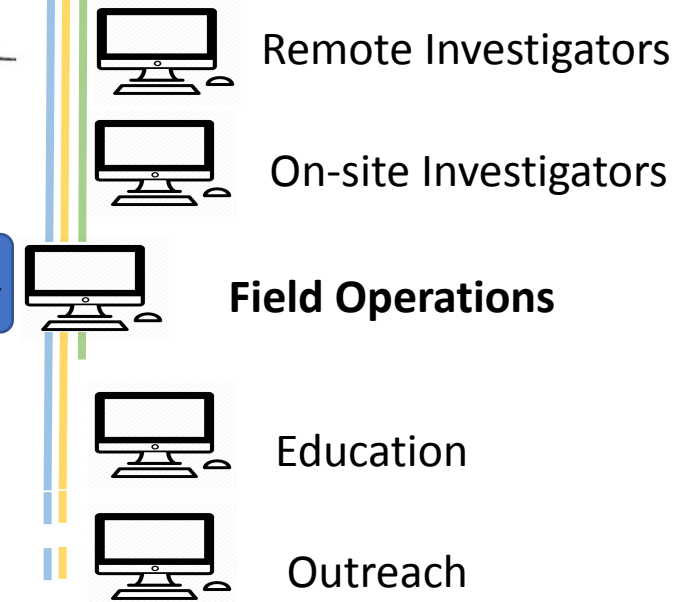 Remote Investigators
On-site Investigators
Field Operations
Education
Outreach